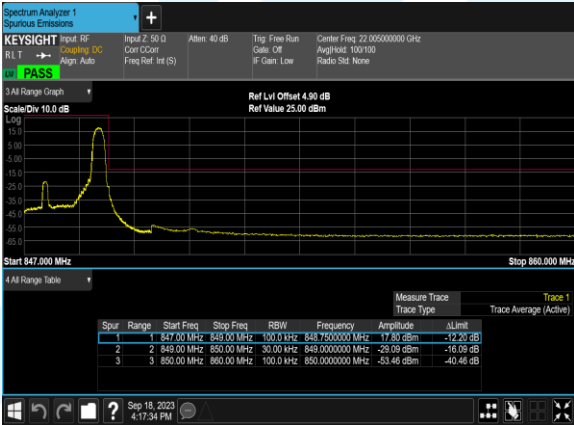 Spectrum Analyzer 1
Spurious Emissions
+
KEYSIGHT Input: RF Input Z: 50 Ω Atten: 40 dB Trig: Free Run Center Freq: 22.005000000 GHz
RLT Coupling: DC Corr CCorr Gate: Off Avg|Hold: 100/100
Align: Auto Freq Ref: Int (S) IF Gain: Low Radio Std: None
PASS
3 All Range Graph
Ref Lvl Offset 4.90 dB
Scale/Div 10.0 dB Ref Value 25.00 dBm
Log
15.0
5.00
-5.00
-15.0
-25.0
-35.0
-45.0
-55.0
-65.0
Start 847.000 MHz Stop 860.000 MHz
4 All Range Table
Measure Trace Trace 1
Trace Type Trace Average (Active)
Spur Range Start Freq Stop Freq RBW Frequency Amplitude ΔLimit
1 1 847.00 MHz 849.00 MHz 100.0 kHz 848.7500000 MHz 17.80 dBm -12.20 dB
2 2 849.00 MHz 850.00 MHz 30.00 kHz 849.0000000 MHz -29.09 dBm -16.09 dB
3 3 850.00 MHz 860.00 MHz 100.0 kHz 850.0000000 MHz -53.46 dBm -40.46 dB
? Sep 18, 2023
4:17:34 PM